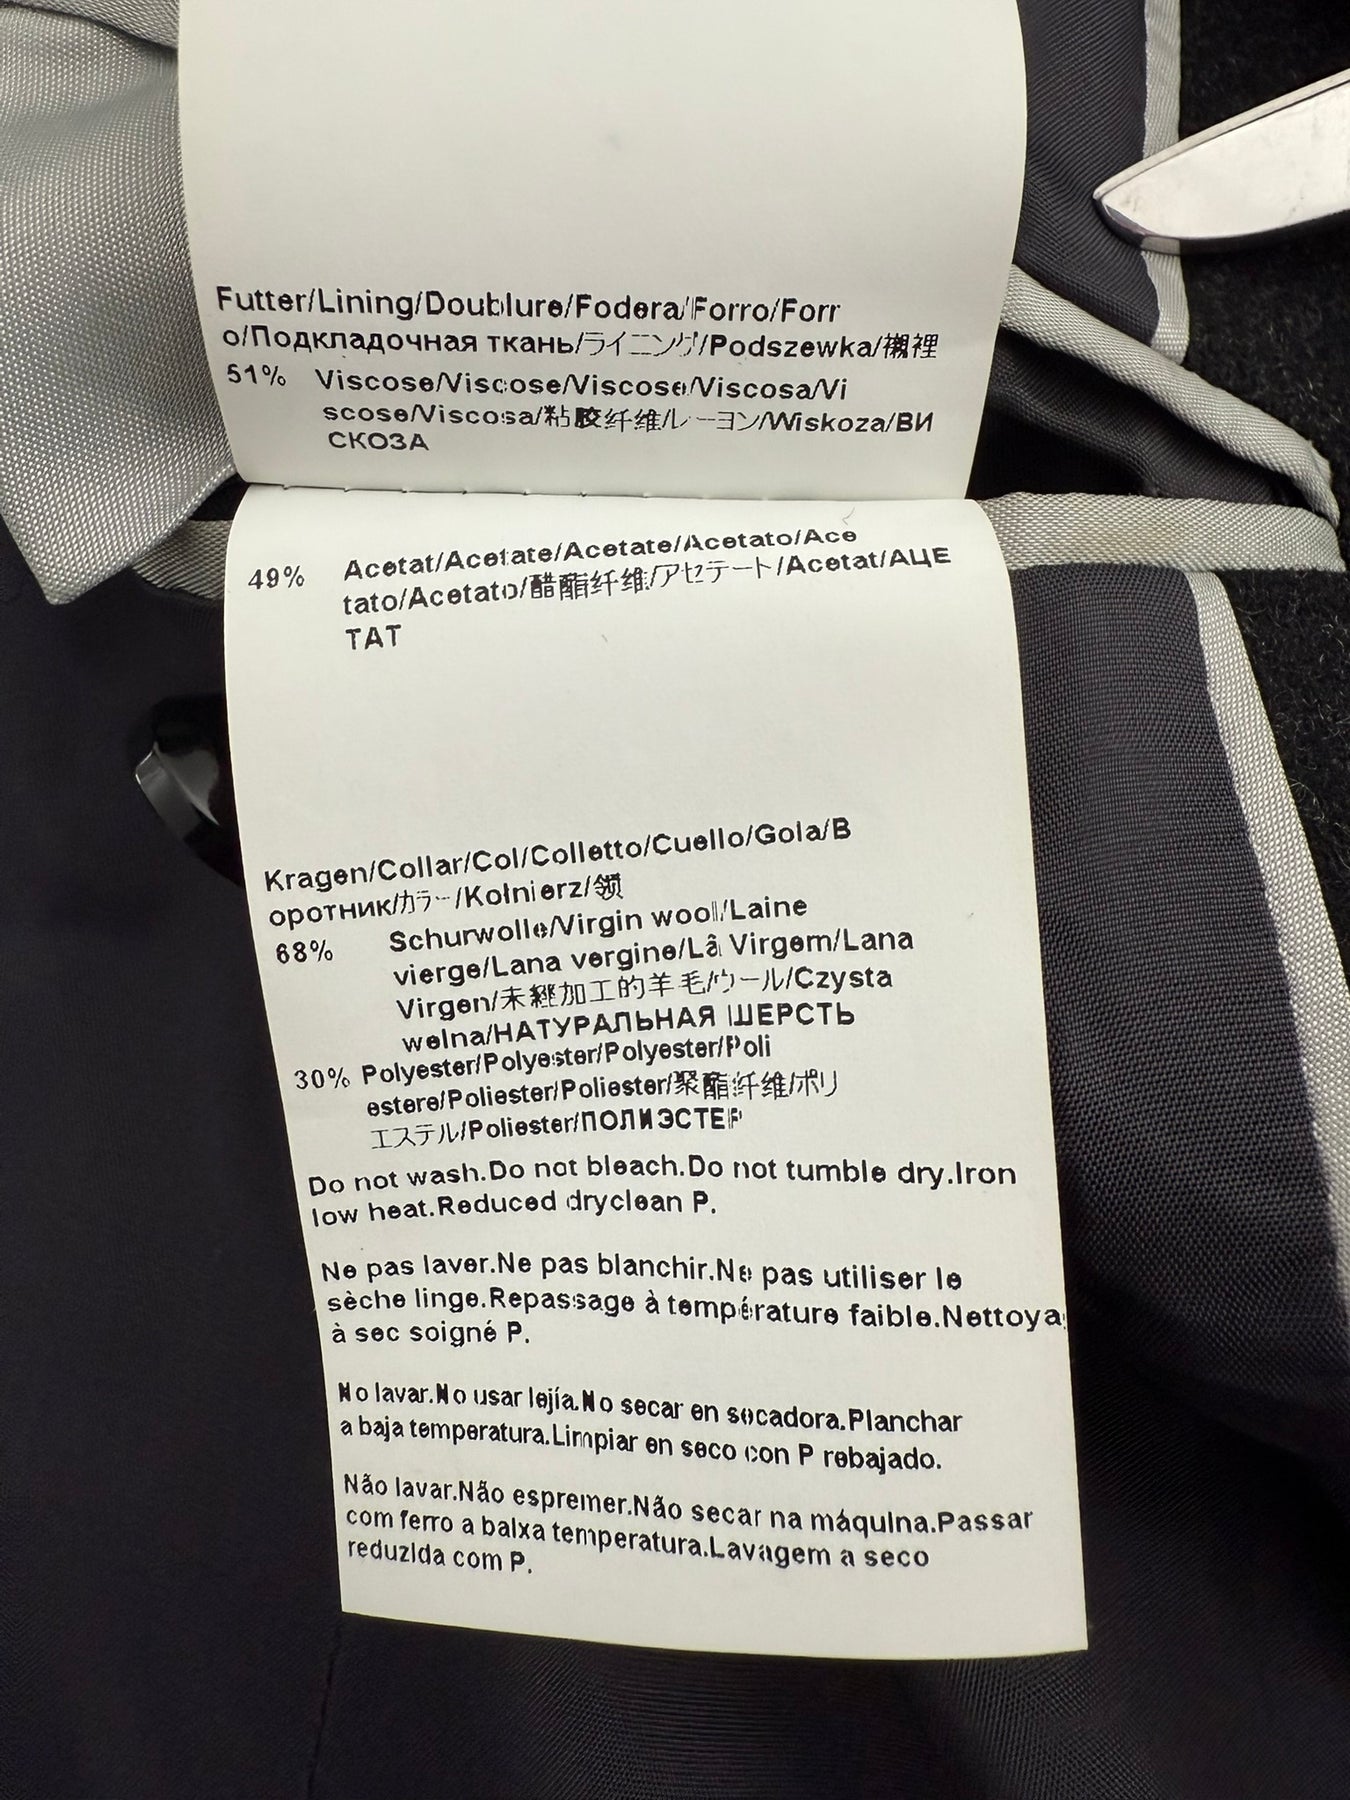 Futter/Lining/Doublure/Fodera/Forro/Forr
o/Подкладочная ткань/ライニング/Podszewka/襯裡
51% Viscose/Viscose/Viscose/Viscosa/Vi
scose/Viscosa/粘胶纤维/レーヨン/Wiskoza/ВИ
СКОЗА
49% Acetat/Acetate/Acetate/Acetato/Ace
tato/Acetato/醋酯纤维/アセテート/Acetat/АЦЕ
ТАТ
Kragen/Collar/Col/Colletto/Cuello/Gola/В
оротник/カラー/Kołnierz/领
68% Schurwolle/Virgin wool/Laine
vierge/Lana vergine/Lã Virgem/Lana
Virgen/未經加工的羊毛/ウール/Czysta
wełna/НАТУРАЛЬНАЯ ШЕРСТЬ
30% Polyester/Polyester/Polyester/Poli
estere/Poliester/Poliester/聚酯纤维/ポリ
エステル/Poliester/ПОЛИЭСТЕР
Do not wash.Do not bleach.Do not tumble dry.Iron
low heat.Reduced dryclean P.
Ne pas laver.Ne pas blanchir.Ne pas utiliser le
sèche linge.Repassage à température faible.Nettoya
à sec soigné P.
No lavar.No usar lejía.No secar en secadora.Planchar
a baja temperatura.Limpiar en seco con P rebajado.
Não lavar.Não espremer.Não secar na máquina.Passar
com ferro a baixa temperatura.Lavagem a seco
reduzida com P.